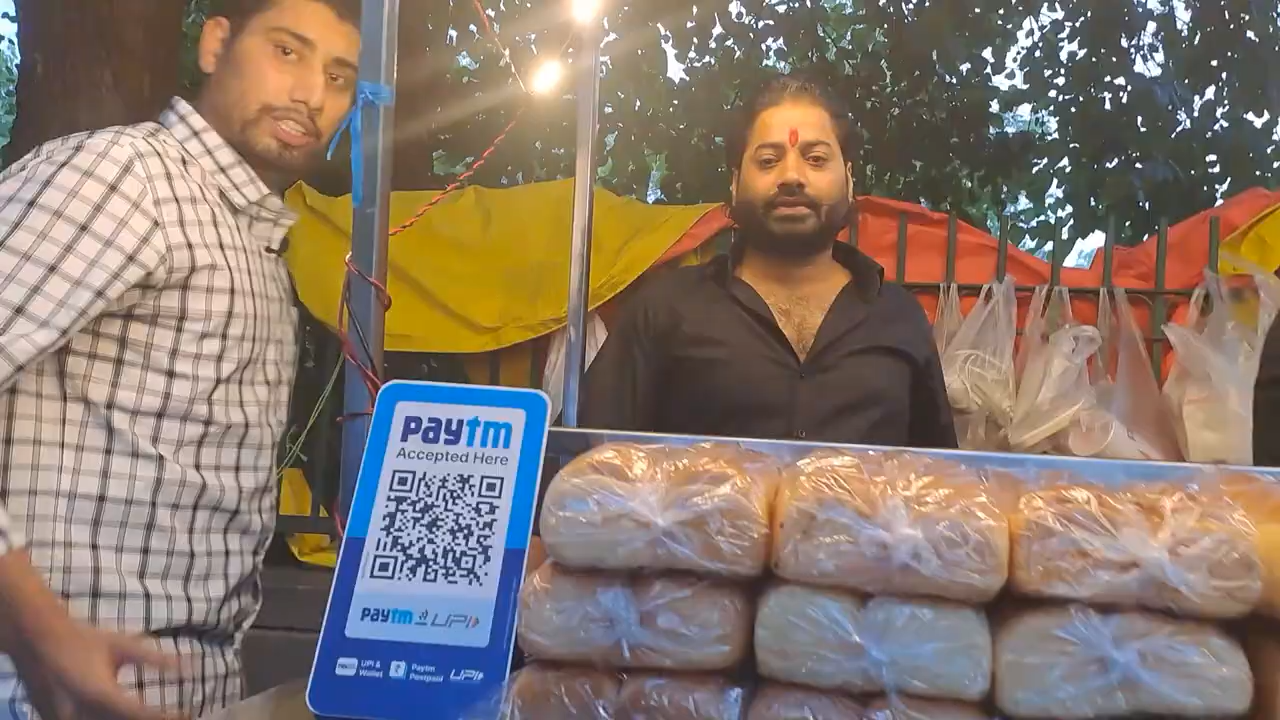 paytm
Accepted Here
paytm UPI
UPI &
Wallet
Paytm
Postpaid
UPI